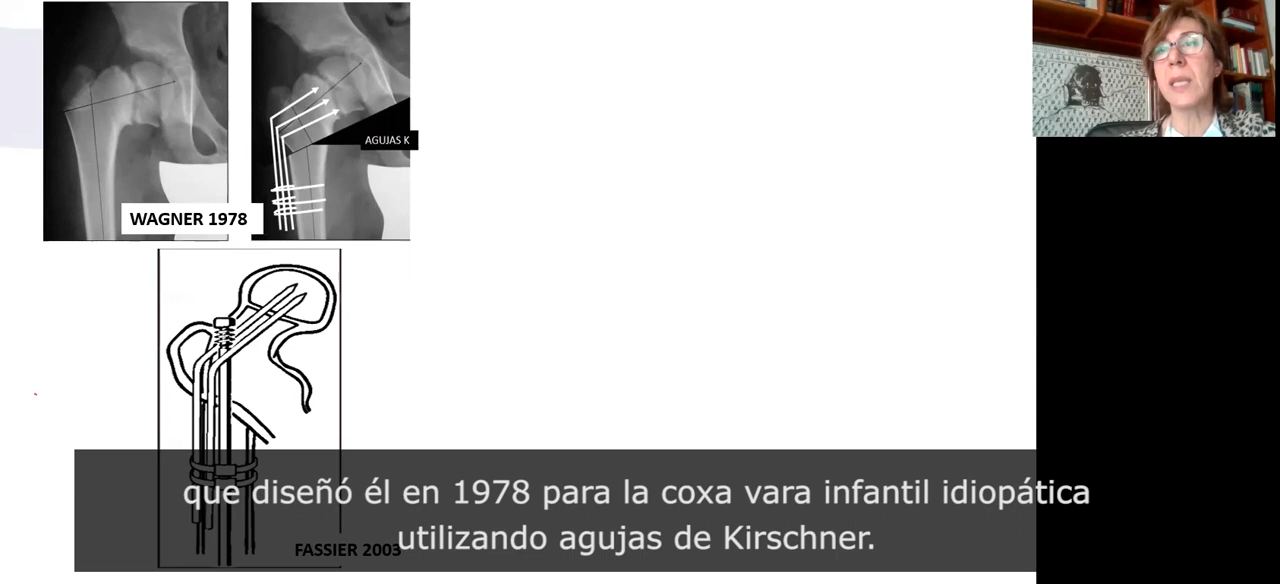 AGUJAS K
WAGNER 1978
FASSIER 2003
que diseñó él en 1978 para la coxa vara infantil idiopática
utilizando agujas de Kirschner.